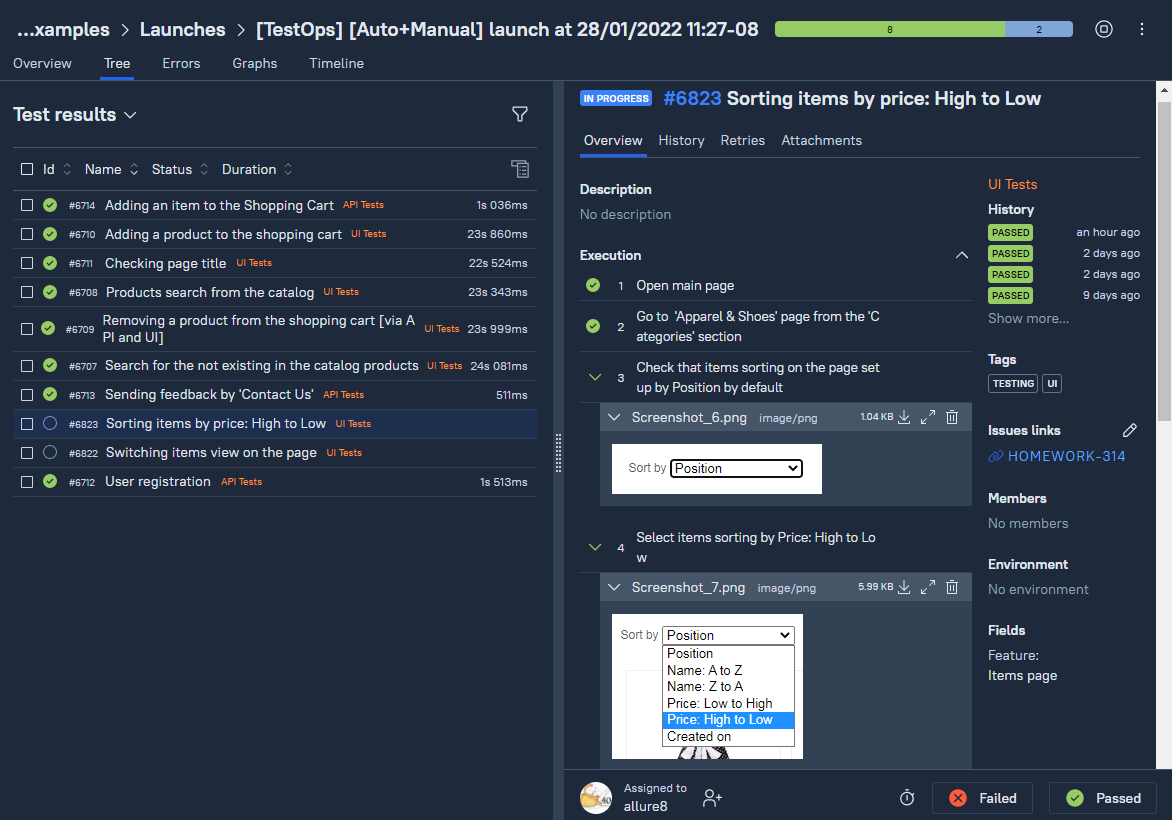 ...xamples > Launches > [TestOps] [Auto+Manual] launch at 28/01/2022 11:27-08
8
2
Overview Tree Errors Graphs Timeline
Test results
Id Name Status Duration
#6714 Adding an item to the Shopping Cart API Tests 1s 036ms
#6710 Adding a product to the shopping cart UI Tests 23s 860ms
#6711 Checking page title UI Tests 22s 524ms
#6708 Products search from the catalog UI Tests 23s 343ms
#6709 Removing a product from the shopping cart [via A
PI and UI] UI Tests 23s 999ms
#6707 Search for the not existing in the catalog products UI Tests 24s 081ms
#6713 Sending feedback by 'Contact Us' API Tests 511ms
#6823 Sorting items by price: High to Low UI Tests
#6822 Switching items view on the page UI Tests
#6712 User registration API Tests 1s 513ms
IN PROGRESS #6823 Sorting items by price: High to Low
Overview History Retries Attachments
Description
No description
Execution
1 Open main page
2 Go to 'Apparel & Shoes' page from the 'C
ategories' section
3 Check that items sorting on the page set
up by Position by default
Screenshot_6.png image/png 1.04 KB
Sort by Position
4 Select items sorting by Price: High to Lo
w
Screenshot_7.png image/png 5.99 KB
Sort by Position
Position
Name: A to Z
Name: Z to A
Price: Low to High
Price: High to Low
Created on
UI Tests
History
PASSED an hour ago
PASSED 2 days ago
PASSED 2 days ago
PASSED 9 days ago
Show more...
Tags
TESTING UI
Issues links
HOMEWORK-314
Members
No members
Environment
No environment
Fields
Feature:
Items page
Assigned to
allure8
Failed
Passed